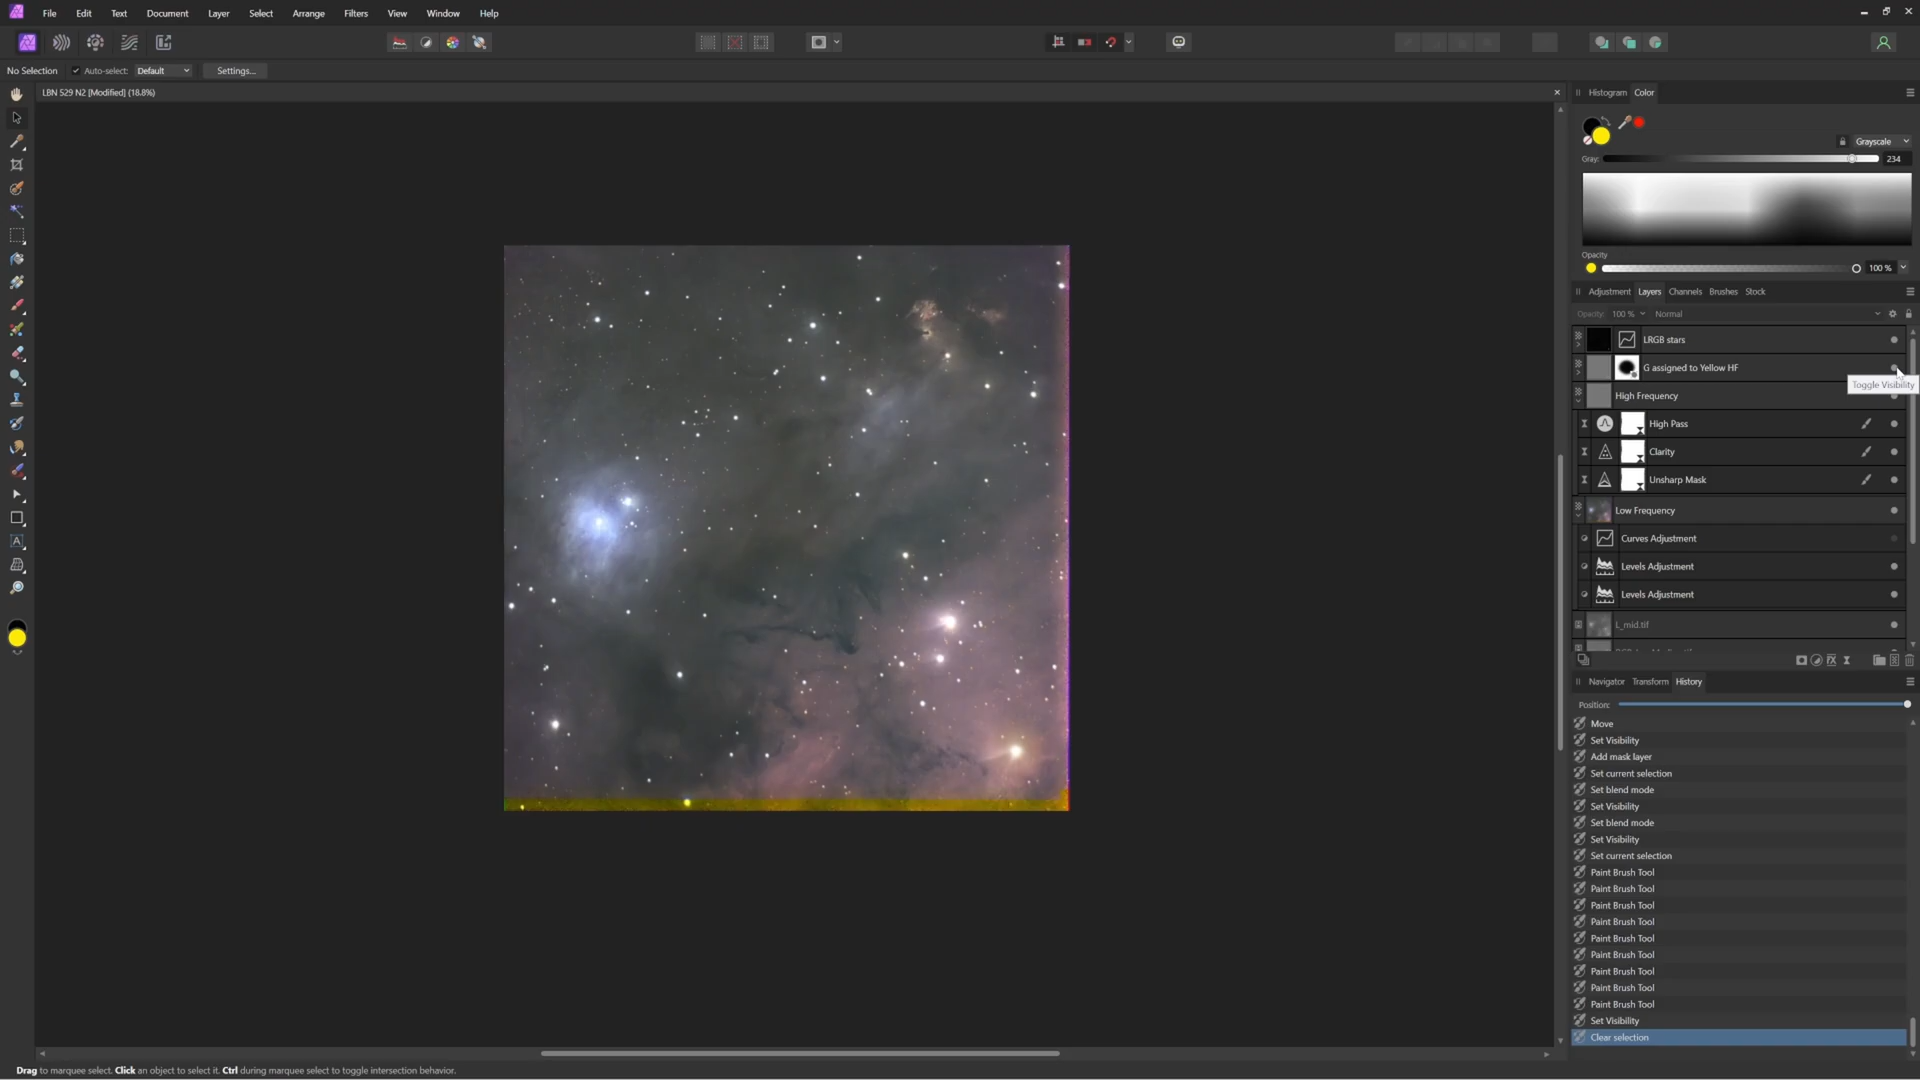 File Edit Text Document Layer Select Arrange Filters View Window Help
No Selection Auto-select: Default Settings...
LBN 529 N2 [Modified] (18.8%)
Histogram Color
Grayscale
Gray: 234
Opacity
100 %
Adjustment Layers Channels Brushes Stock
Opacity: 100 % Normal
LRGB stars
G assigned to Yellow HF
Toggle Visibility
High Frequency
High Pass
Clarity
Unsharp Mask
Low Frequency
Curves Adjustment
Levels Adjustment
Levels Adjustment
L_mid.tif
Navigator Transform History
Position:
Move
Set Visibility
Add mask layer
Set current selection
Set blend mode
Set Visibility
Set blend mode
Set Visibility
Set current selection
Paint Brush Tool
Paint Brush Tool
Paint Brush Tool
Paint Brush Tool
Paint Brush Tool
Paint Brush Tool
Paint Brush Tool
Paint Brush Tool
Paint Brush Tool
Set Visibility
Clear selection
Drag to marquee select. Click an object to select it. Ctrl during marquee select to toggle intersection behavior.